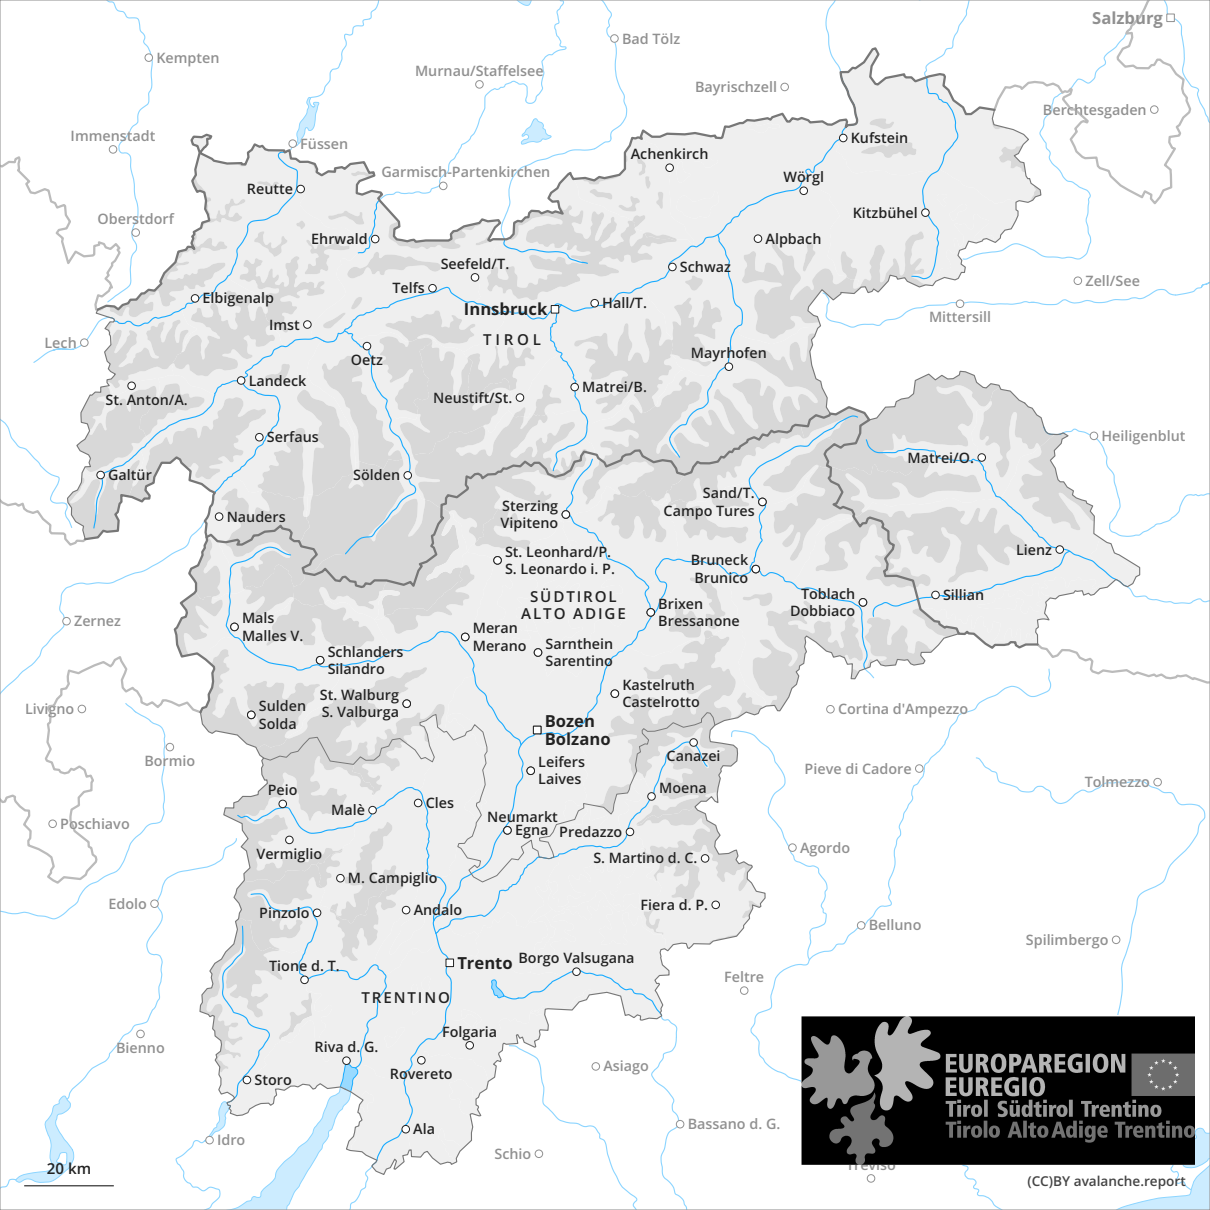 Salzburg
Bad Tölz
Kempten
Murnau/Staffelsee
Bayrischzell
Berchtesgaden
Immenstadt
Füssen
Kufstein
Achenkirch
Garmisch-Partenkirchen
Wörgl
Reutte
Kitzbühel
Oberstdorf
Ehrwald
Alpbach
Seefeld/T.
Schwaz
Zell/See
Telfs
Elbigenalp
Hall/T.
Innsbruck
Mittersill
Imst
TIROL
Lech
Oetz
Mayrhofen
Landeck
Matrei/B.
St. Anton/A.
Neustift/St.
Serfaus
Heiligenblut
Matrei/O.
Galtür
Sölden
Sand/T.
Campo Tures
Sterzing
Vipiteno
Nauders
Lienz
St. Leonhard/P.
S. Leonardo i. P.
Bruneck
Brunico
SÜDTIROL
ALTO ADIGE
Toblach
Dobbiaco
Sillian
Brixen
Bressanone
Zernez
Mals
Malles V.
Meran
Merano
Sarnthein
Sarentino
Schlanders
Silandro
Kastelruth
Castelrotto
St. Walburg
S. Valburga
Sulden
Solda
Livigno
Cortina d'Ampezzo
Bozen
Bolzano
Bormio
Canazei
Leifers
Laives
Pieve di Cadore
Tolmezzo
Peio
Moena
Malè
Cles
Neumarkt
Egna
Predazzo
Poschiavo
Vermiglio
Agordo
S. Martino d. C.
M. Campiglio
Edolo
Pinzolo
Andalo
Fiera d. P.
Belluno
Spilimbergo
Borgo Valsugana
Trento
Tione d. T.
Feltre
TRENTINO
Folgaria
Bienno
Riva d. G.
Asiago
Rovereto
Storo
EUROPAREGION
EUREGIO
Tirol Südtirol Trentino
Tirolo Alto Adige Trentino
Ala
Bassano d. G.
Idro
Schio
Treviso
20 km
(CC)BY avalanche.report